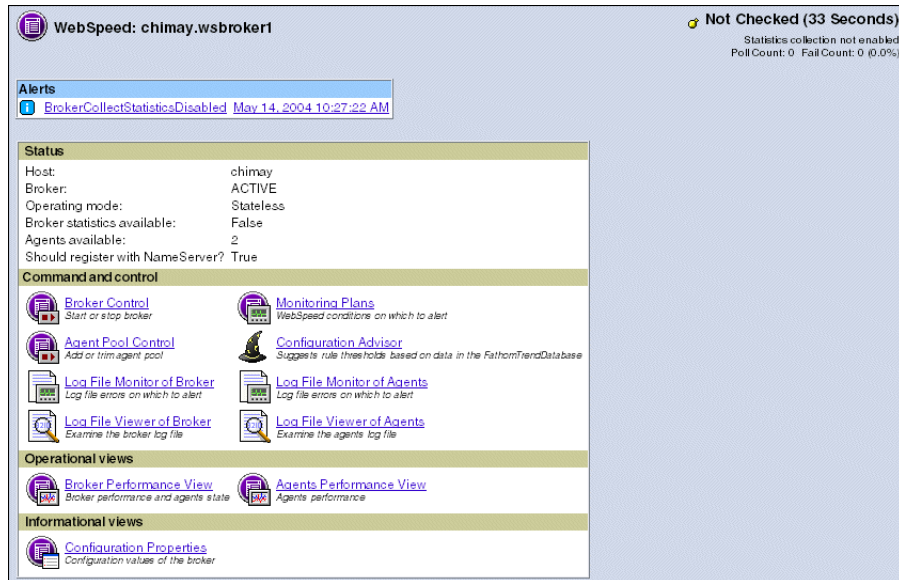 WebSpeed: chimay.wsbroker1
Not Checked (33 Seconds)
Statistics collection not enabled
Poll Count: 0 Fail Count: 0 (0.0%)
Alerts
BrokerCollectStatisticsDisabled May 14, 2004 10:27:22 AM
Status
Host: chimay
Broker: ACTIVE
Operating mode: Stateless
Broker statistics available: False
Agents available: 2
Should register with NameServer? True
Command and control
Broker Control Monitoring Plans
Start or stop broker WebSpeed conditions on which to alert
Agent Pool Control Configuration Advisor
Add or trim agent pool Suggests rule thresholds based on data in the FathomTrendDatabase
Log File Monitor of Broker Log File Monitor of Agents
Log file errors on which to alert Log file errors on which to alert
Log File Viewer of Broker Log File Viewer of Agents
Examine the broker log file Examine the agents log file
Operational views
Broker Performance View Agents Performance View
Broker performance and agents state Agents performance
Informational views
Configuration Properties
Configuration values of the broker